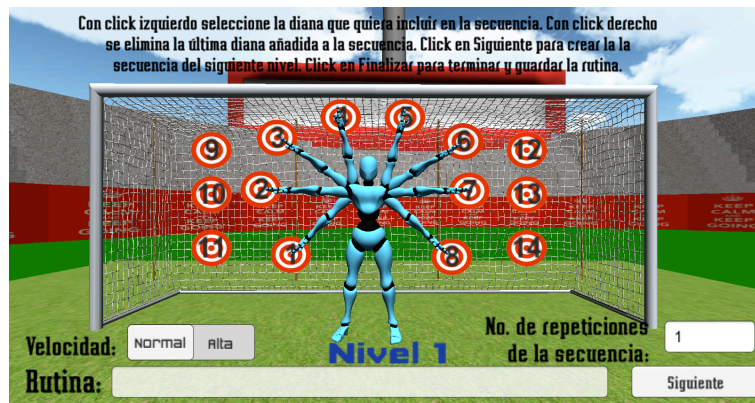 Con click izquierdo seleccione la diana que quiera incluir en la secuencia. Con click derecho
se elimina la última diana añadida a la secuencia. Click en Siguiente para crear la la
secuencia del siguiente nivel. Click en Finalizar para terminar y guardar la rutina.
4 5
3 6
9 12
2 7
10 13
KEEP CALM GOING
11 14
1 8
Velocidad: Normal Alta
Nivel 1
No. de repeticiones
de la secuencia: 1
Rutina: Siguiente